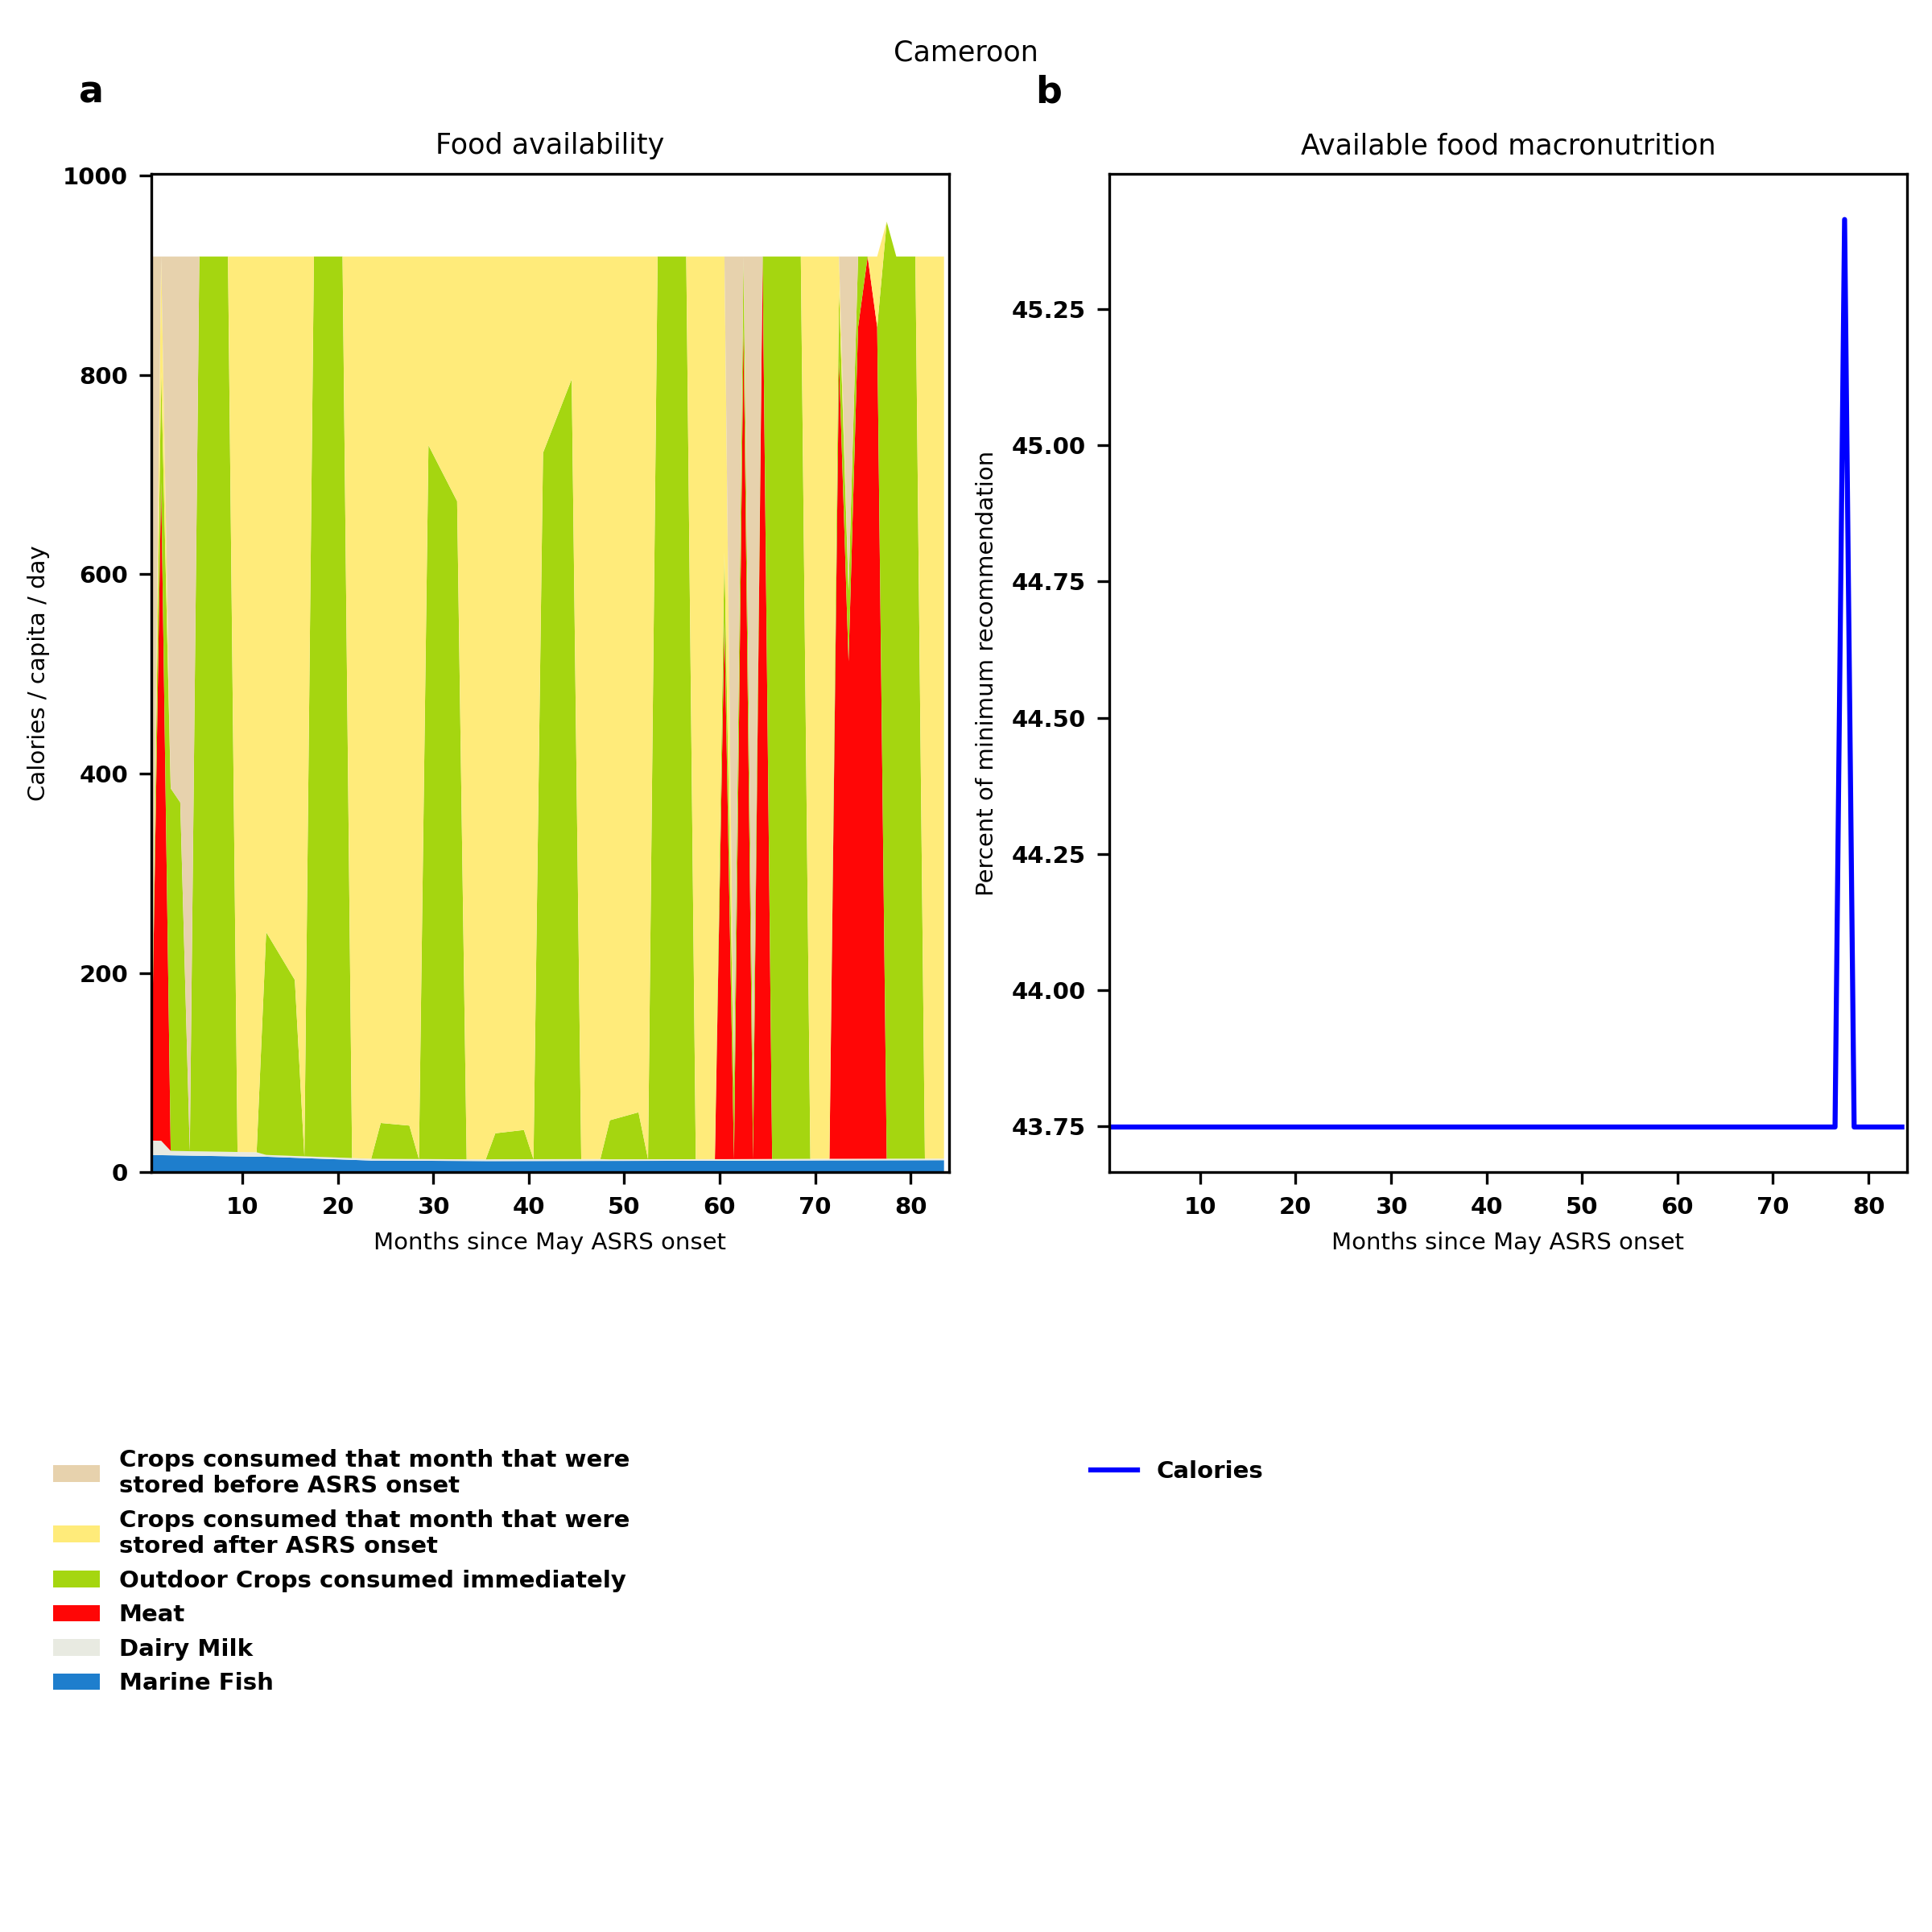 Cameroon
a
Food availability
1000
800
600
400
200
0
Calories / capita / day
10 20 30 40 50 60 70 80
Months since May ASRS onset
b
Available food macronutrition
45.25
45.00
44.75
44.50
44.25
44.00
43.75
Percent of minimum recommendation
10 20 30 40 50 60 70 80
Months since May ASRS onset
Crops consumed that month that were
stored before ASRS onset
Crops consumed that month that were
stored after ASRS onset
Outdoor Crops consumed immediately
Meat
Dairy Milk
Marine Fish
Calories